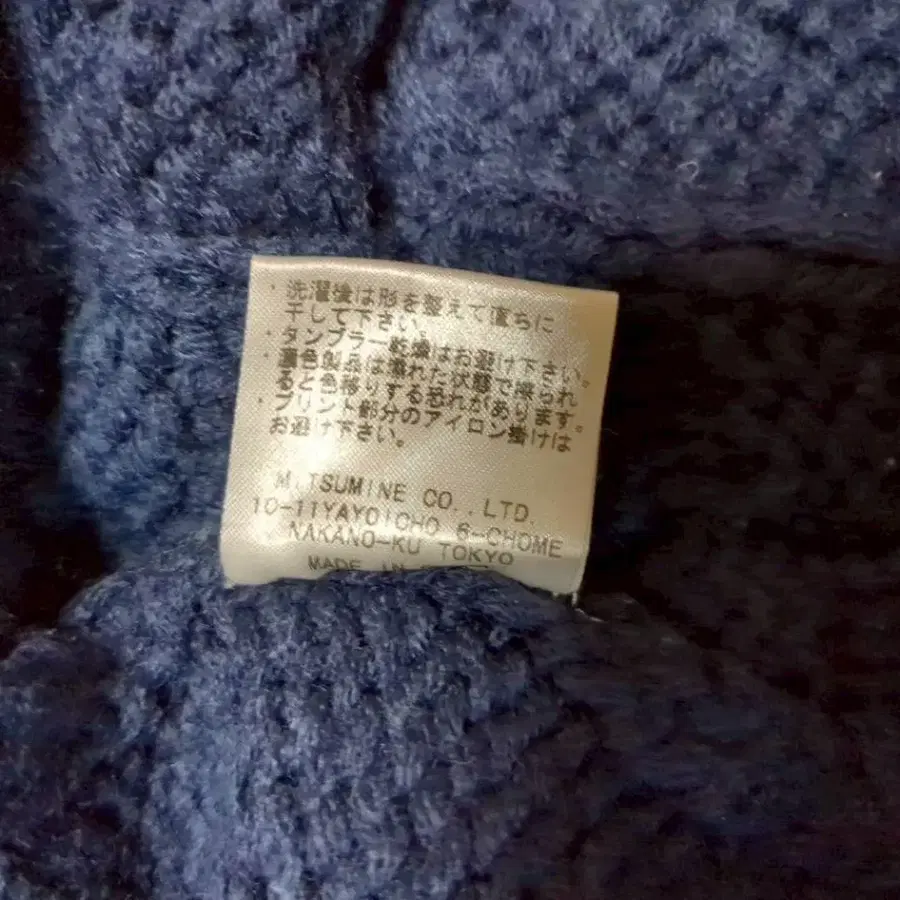 ・洗濯後は形を整えて直ちに
干して下さい。
・タンブラー乾燥はお避け下さい。
・濃色製品は濡れた状態で擦られ
ると色移りする恐れがあります。
・プリント部分のアイロン掛けは
お避け下さい。
MITSUMINE CO.,LTD.
10-11YAYOICHO 6-CHOME
NAKANO-KU TOKYO
MADE IN